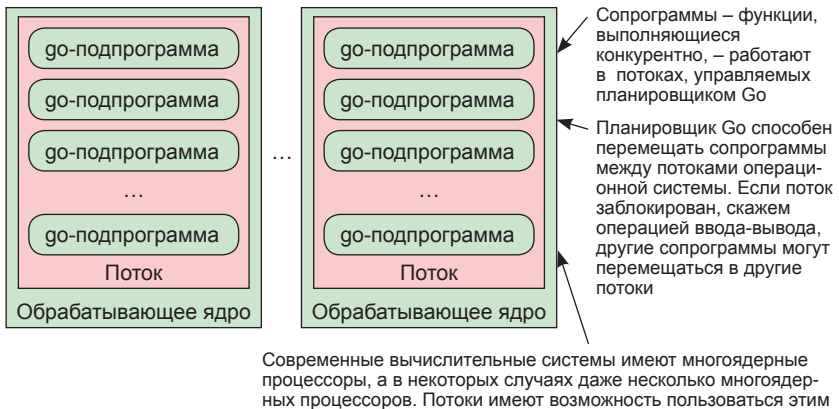 go-подпрограмма
go-подпрограмма
go-подпрограмма
…
go-подпрограмма
Поток
Обрабатывающее ядро
…
go-подпрограмма
go-подпрограмма
go-подпрограмма
…
go-подпрограмма
Поток
Обрабатывающее ядро
Сопрограммы – функции,
выполняющиеся
конкурентно, – работают
в потоках, управляемых
планировщиком Go
Планировщик Go способен
перемещать сопрограммы
между потоками операци-
онной системы. Если поток
заблокирован, скажем
операцией ввода-вывода,
другие сопрограммы могут
перемещаться в другие
потоки
Современные вычислительные системы имеют многоядерные
процессоры, а в некоторых случаях даже несколько многоядер-
ных процессоров. Потоки имеют возможность пользоваться этим